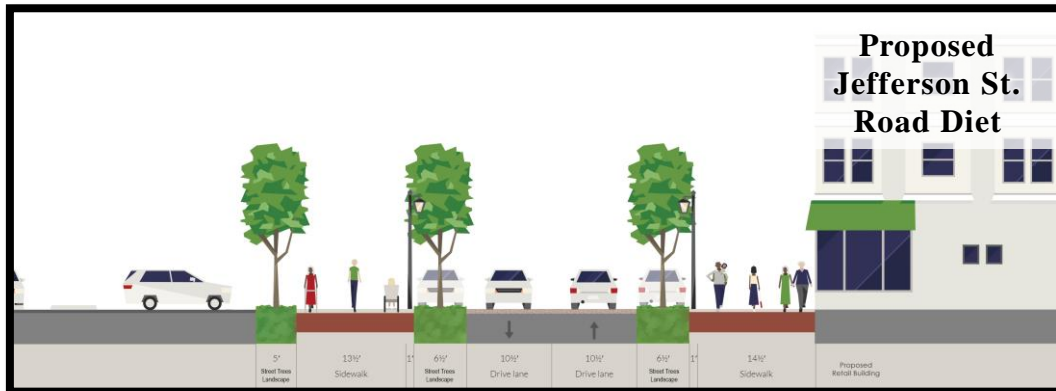 Proposed
Jefferson St.
Road Diet
5' 13½' 1' 6½' 10½' 10½' 6½' 1' 14½'
Street Trees
Landscape
Sidewalk
Street Trees
Landscape
Drive lane
Drive lane
Street Trees
Landscape
Sidewalk
Proposed
Retail Building